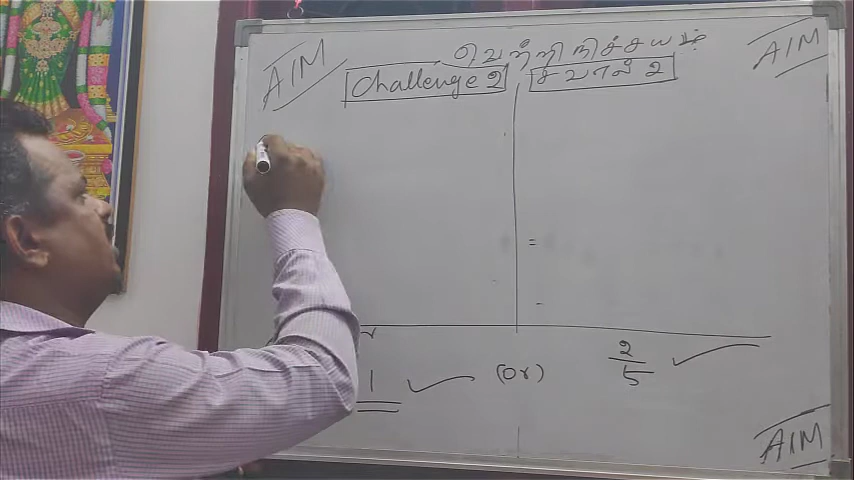 AIM வெற்றி நிச்சயம் AIM
Challenge 2 சவால் 2
=
-
1 (or) 2/5
AIM